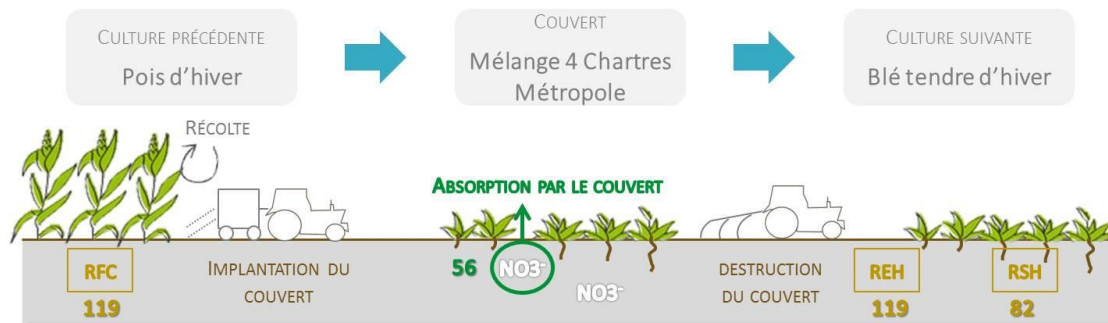 CULTURE PRÉCÉDENTE
Pois d'hiver
COUVERT
Mélange 4 Chartres
Métropole
CULTURE SUIVANTE
Blé tendre d'hiver
RÉCOLTE
ABSORPTION PAR LE COUVERT
RFC
119
IMPLANTATION DU
COUVERT
56
NO3-
NO3-
DESTRUCTION
DU COUVERT
REH
119
RSH
82